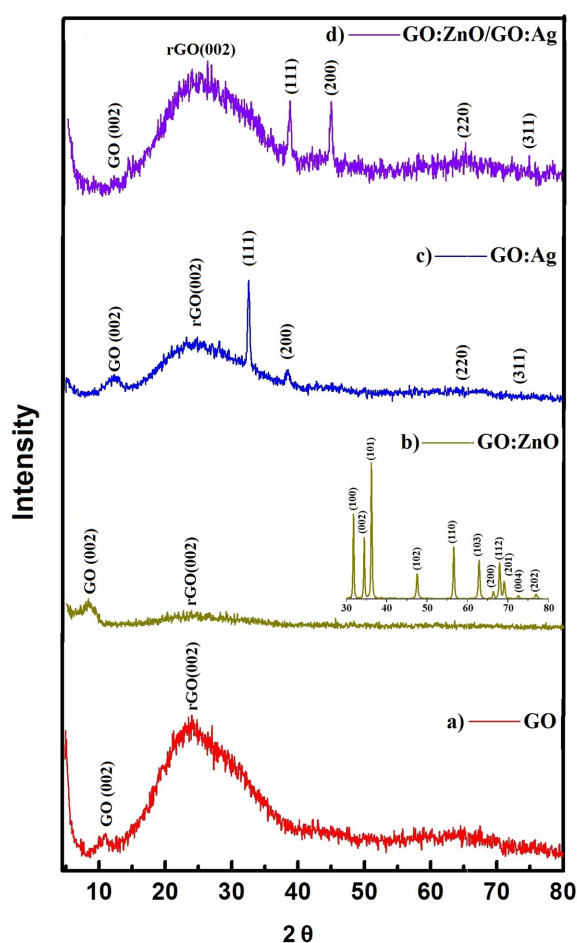 d) GO:ZnO/GO:Ag
rGO(002)
GO (002)
(111)
(200)
(220)
(311)
c) GO:Ag
(111)
rGO(002)
GO (002)
(200)
(220)
(311)
b) GO:ZnO
GO (002)
rGO(002)
(100)
(002)
(101)
(102)
(110)
(103)
(200)
(112)
(201)
(004)
(202)
30 40 50 60 70 80
a) GO
rGO(002)
GO (002)
Intensity
10 20 30 40 50 60 70 80
2 θ